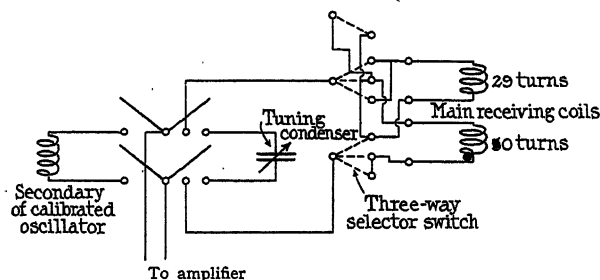 29 turns
Main receiving coils
Tuning
condenser
50 turns
Secondary
of calibrated
oscillator
Three-way
selector switch
To amplifier